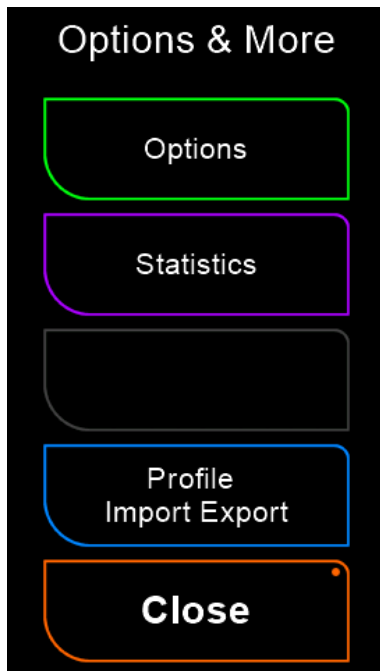 Options & More
Options
Statistics
Profile
Import Export
Close